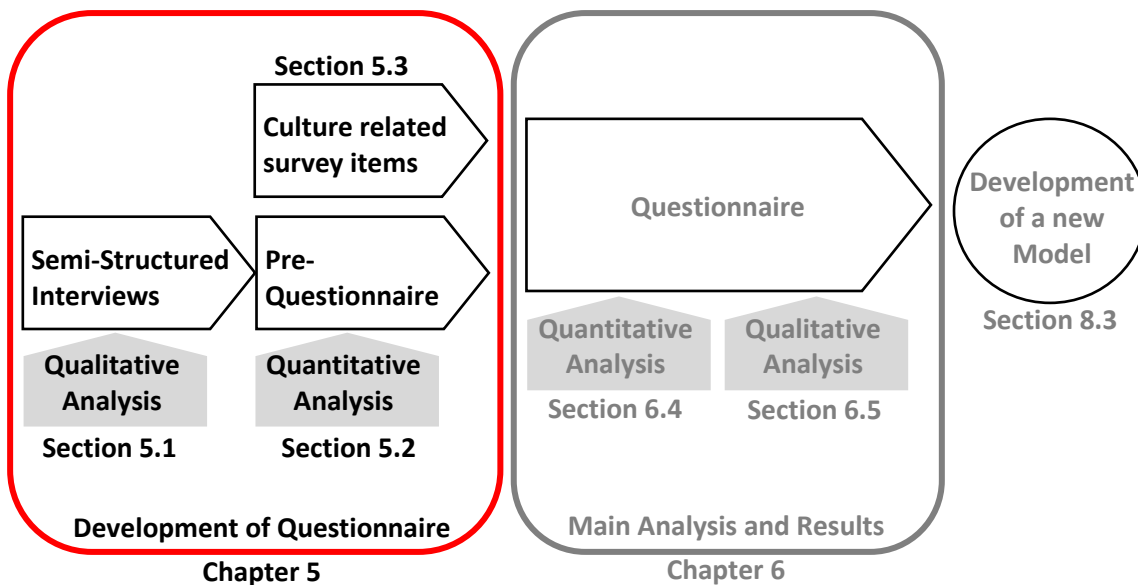 Section 5.3
Culture related
survey items
Semi-Structured
Interviews
Pre-
Questionnaire
Qualitative
Analysis
Section 5.1
Quantitative
Analysis
Section 5.2
Development of Questionnaire
Chapter 5
Questionnaire
Quantitative
Analysis
Section 6.4
Qualitative
Analysis
Section 6.5
Main Analysis and Results
Chapter 6
Development
of a new
Model
Section 8.3